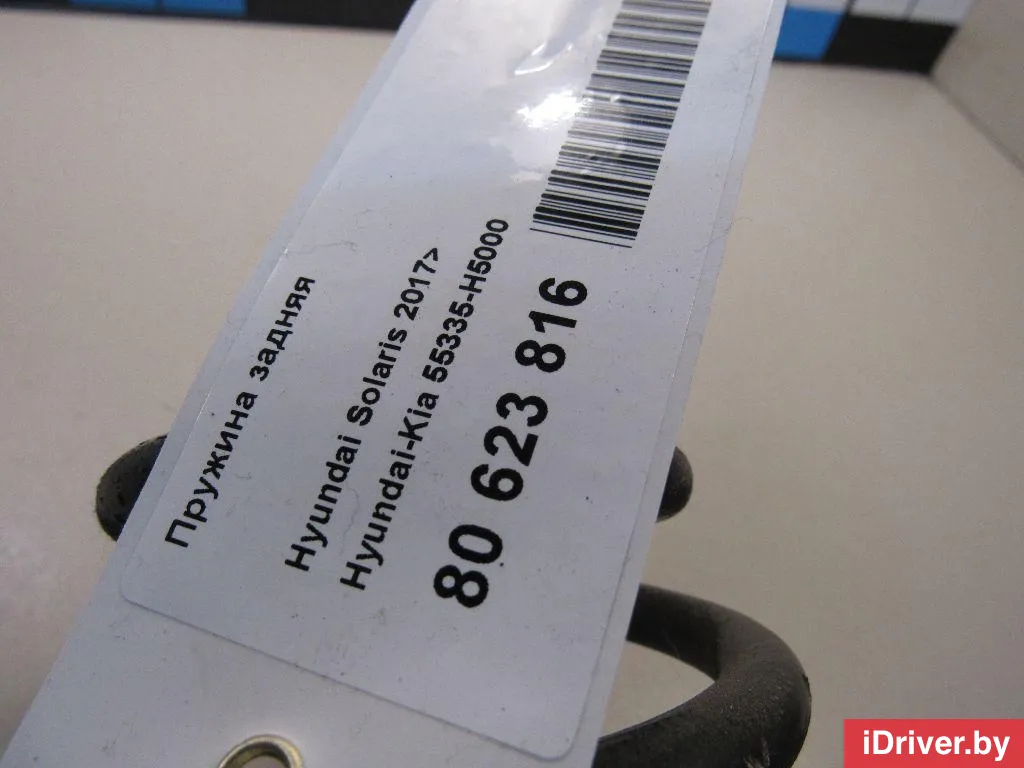 Пружина задняя
Hyundai Solaris 2017>
Hyundai-Kia 55335-H5000
80 623 816
iDriver.by